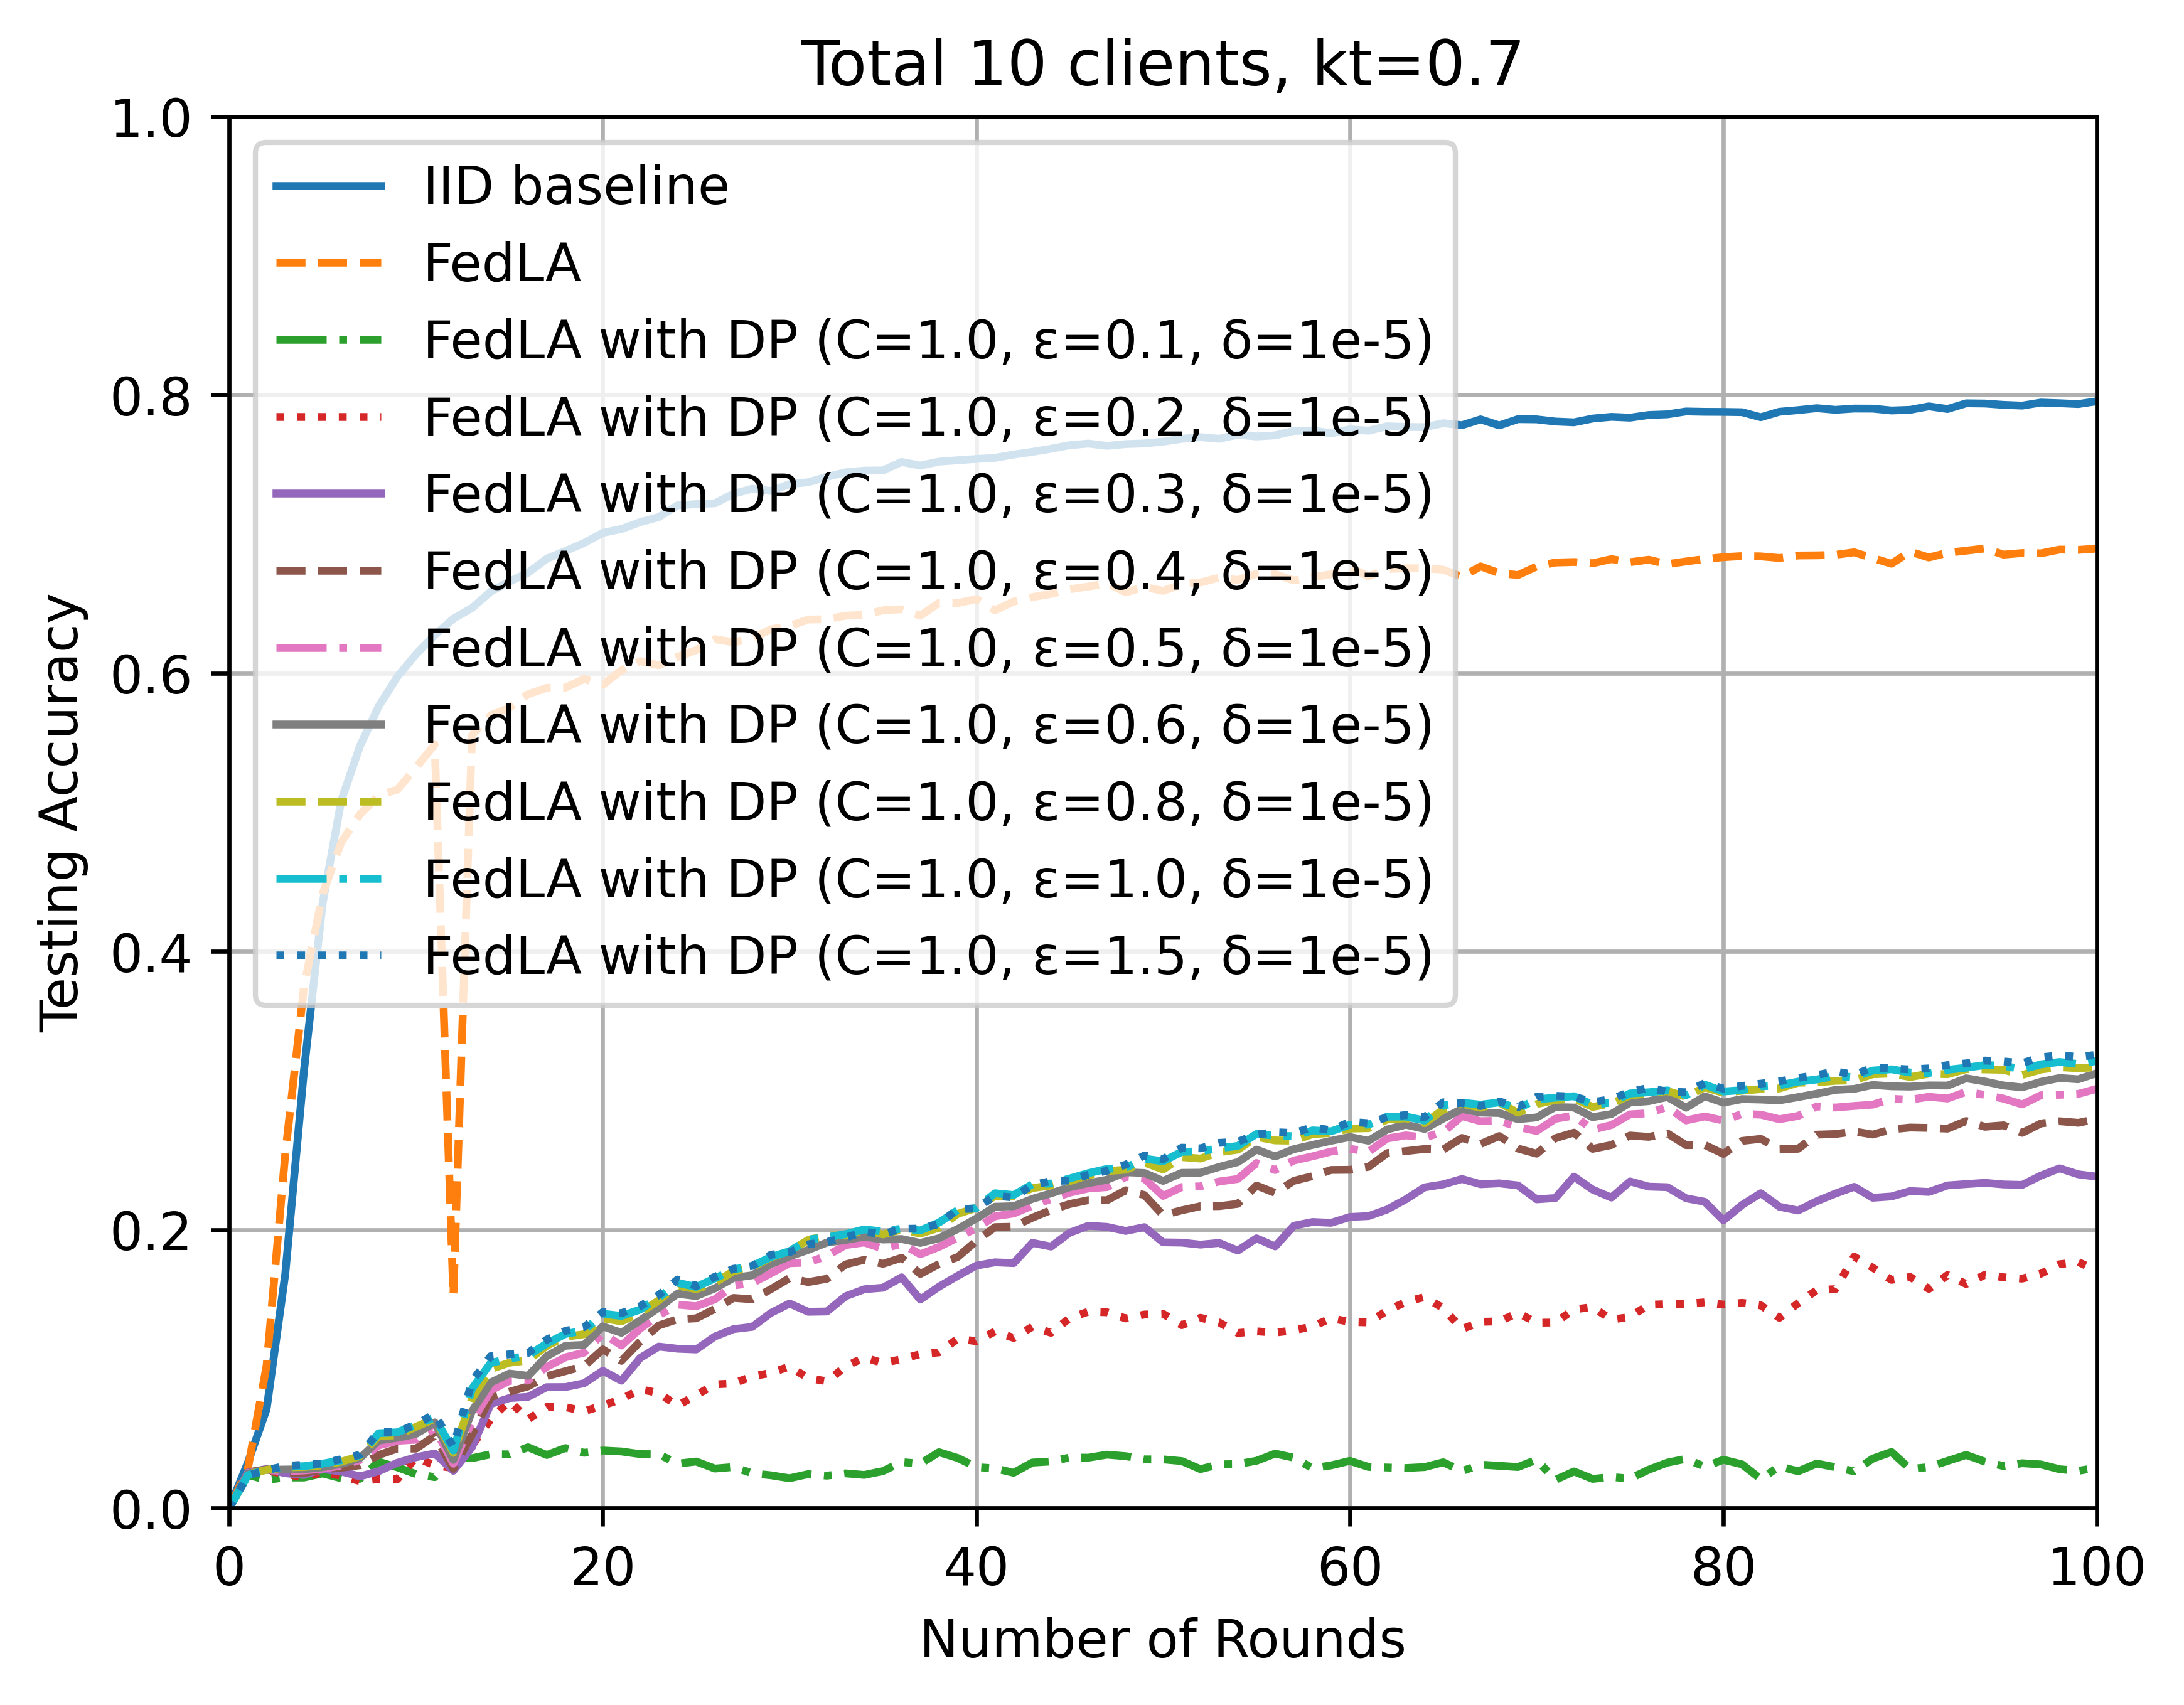 Total 10 clients, kt=0.7
1.0
0.8
0.6
0.4
0.2
0.0
Testing Accuracy
IID baseline
FedLA
FedLA with DP (C=1.0, ε=0.1, δ=1e-5)
FedLA with DP (C=1.0, ε=0.2, δ=1e-5)
FedLA with DP (C=1.0, ε=0.3, δ=1e-5)
FedLA with DP (C=1.0, ε=0.4, δ=1e-5)
FedLA with DP (C=1.0, ε=0.5, δ=1e-5)
FedLA with DP (C=1.0, ε=0.6, δ=1e-5)
FedLA with DP (C=1.0, ε=0.8, δ=1e-5)
FedLA with DP (C=1.0, ε=1.0, δ=1e-5)
FedLA with DP (C=1.0, ε=1.5, δ=1e-5)
0 20 40 60 80 100
Number of Rounds